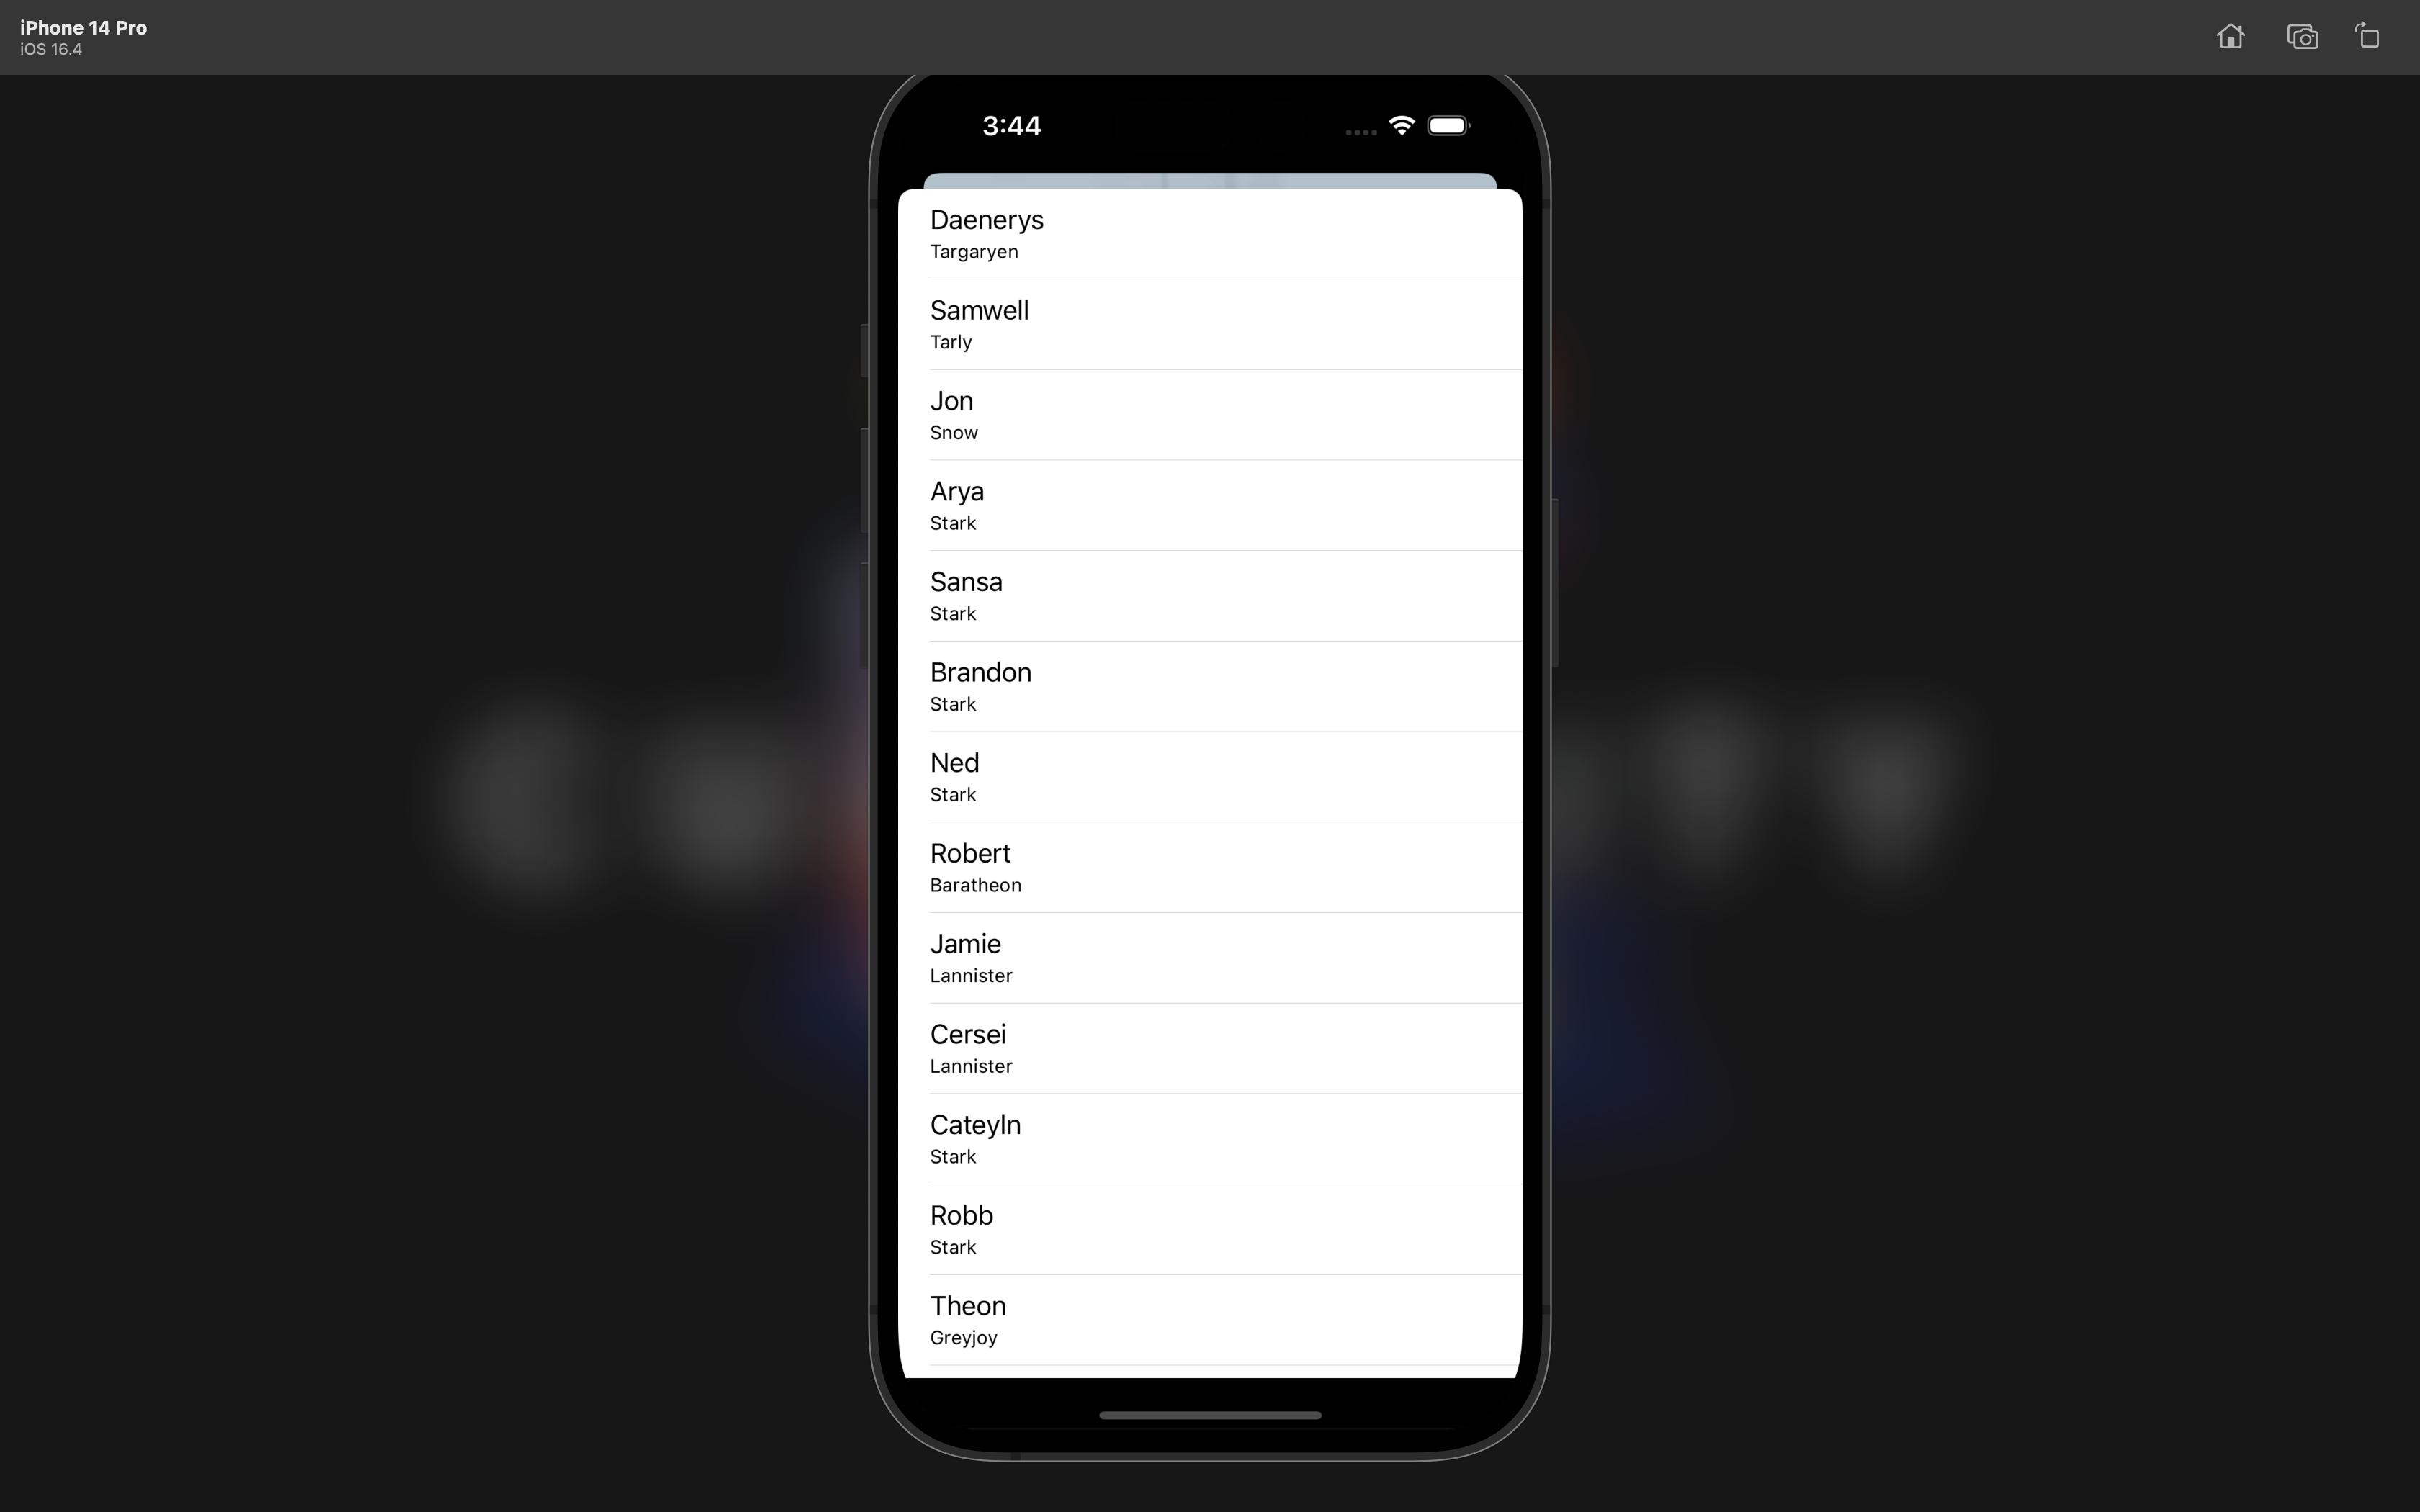 iPhone 14 Pro
iOS 16.4
3:44
Daenerys
Targaryen
Samwell
Tarly
Jon
Snow
Arya
Stark
Sansa
Stark
Brandon
Stark
Ned
Stark
Robert
Baratheon
Jamie
Lannister
Cersei
Lannister
Cateyln
Stark
Robb
Stark
Theon
Greyjoy